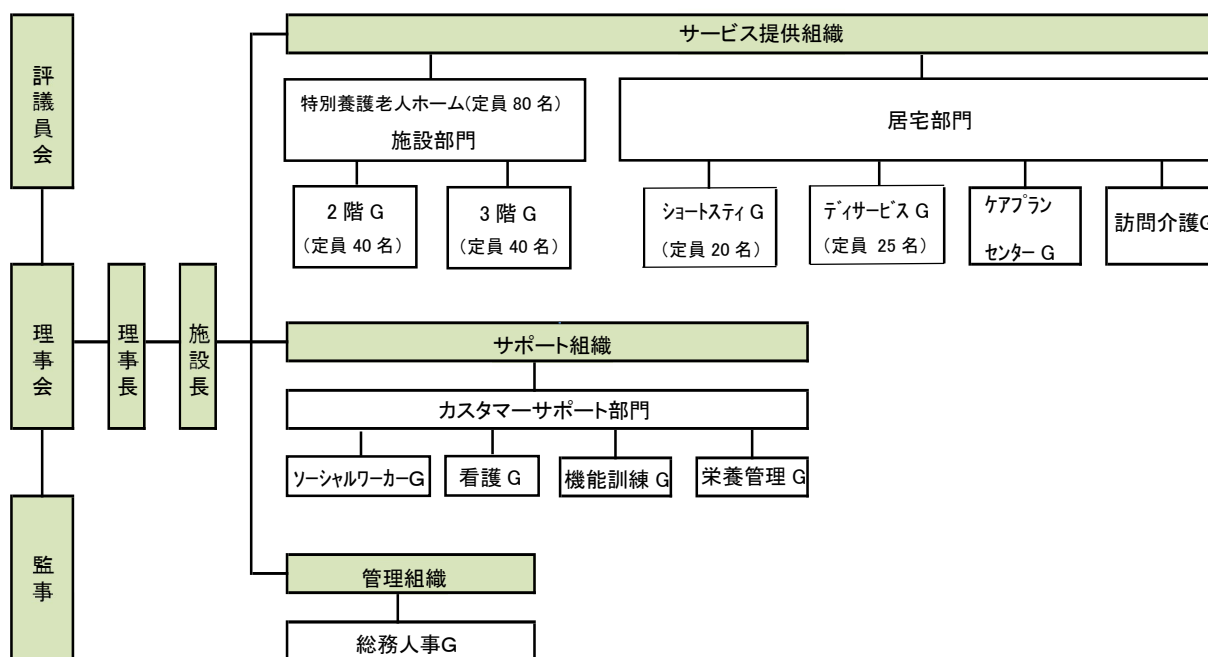 評議員会
理事会
監事
理事長
施設長
サービス提供組織
特別養護老人ホーム(定員 80 名)
施設部門
居宅部門
2 階 G
(定員 40 名)
3 階 G
(定員 40 名)
ショートスティ G
(定員 20 名)
ディサービス G
(定員 25 名)
ケアプラン
センター G
訪問介護G
サポート組織
カスタマーサポート部門
ソーシャルワーカーG
看護 G
機能訓練 G
栄養管理 G
管理組織
総務人事G